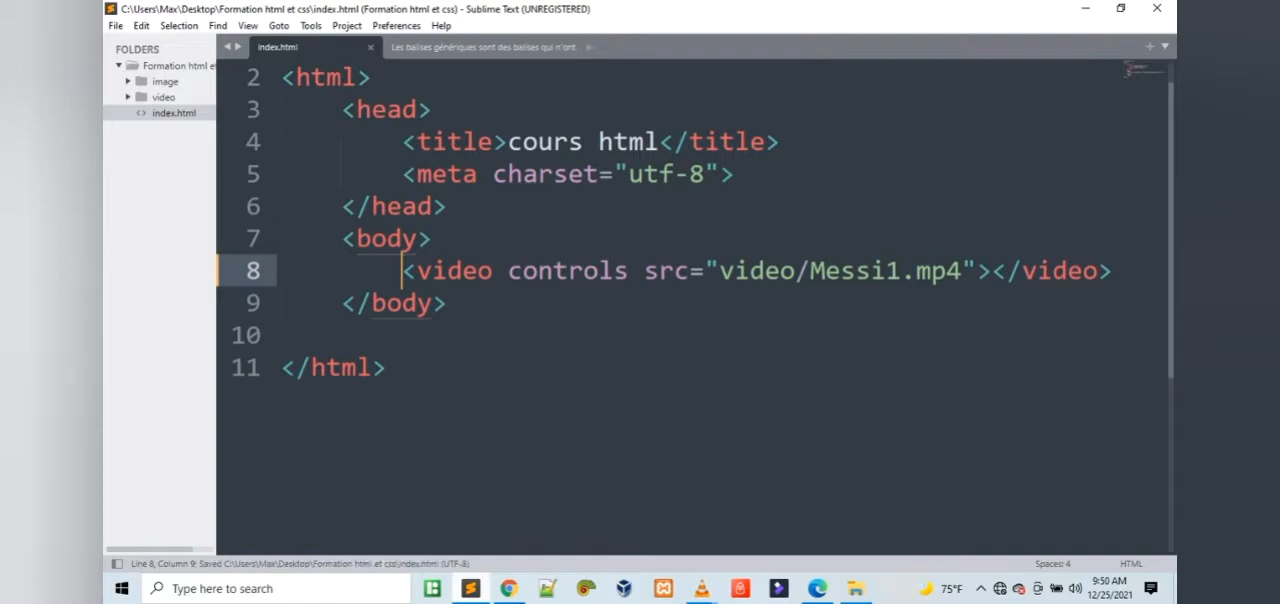 C:\Users\Max\Desktop\Formation html et css\index.html (Formation html et css) - Sublime Text (UNREGISTERED)
File Edit Selection Find View Goto Tools Project Preferences Help
FOLDERS
Formation html et
image
video
index.html
index.html
Les balises génériques sont des balises qui n'ont
2 <html>
3 <head>
4 <title>cours html</title>
5 <meta charset="utf-8">
6 </head>
7 <body>
8 <video controls src="video/Messi1.mp4"></video>
9 </body>
10
11 </html>
Line 8, Column 9: Saved C:\Users\Max\Desktop\Formation html et css\index.html (UTF-8) Spaces: 4 HTML
Type here to search
75°F
9:50 AM
12/25/2021